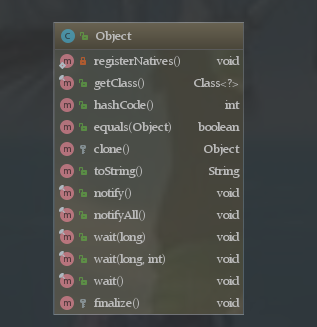 C Object
m registerNatives() void
m getClass() Class<?>
m hashCode() int
m equals(Object) boolean
m clone() Object
m toString() String
m notify() void
m notifyAll() void
m wait(long) void
m wait(long, int) void
m wait() void
m finalize() void